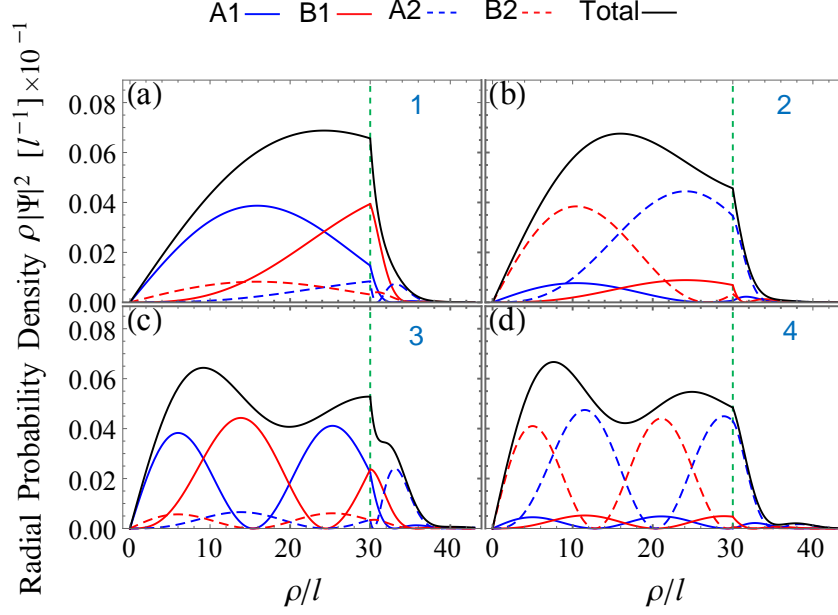 A1 B1 A2 B2 Total
Radial Probability Density ρ|Ψ|² [l⁻¹]×10⁻¹
(a) 1
0.08
0.06
0.04
0.02
0.00
(b) 2
(c) 3
0.08
0.06
0.04
0.02
0.00
0 10 20 30 40
ρ/l
(d) 4
0 10 20 30 40
ρ/l